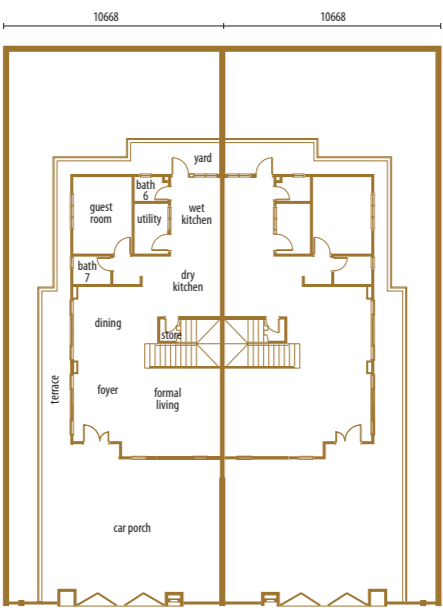 10668
10668
yard
bath
6
guest
room
utility
wet
kitchen
bath
7
dry
kitchen
dining
store
terrace
foyer
formal
living
car porch